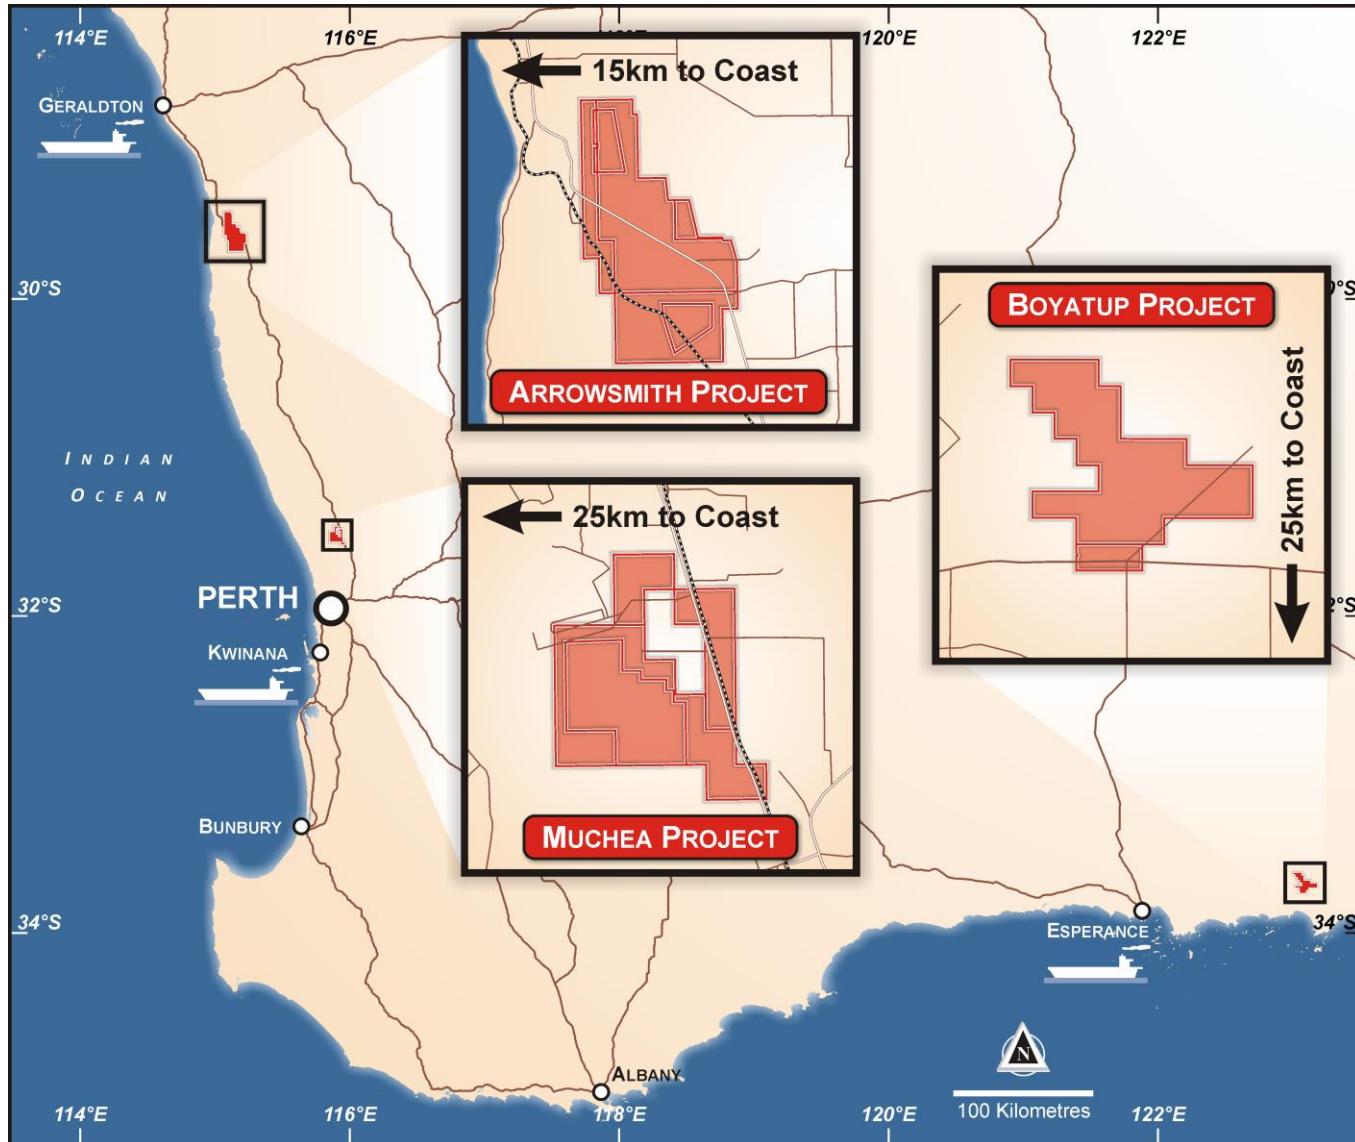 114°E
116°E
120°E
122°E
15km to Coast
GERALDTON
ARROWSMITH PROJECT
30°S
BOYATUP PROJECT
25km to Coast
INDIAN
OCEAN
25km to Coast
PERTH
32°S
KWINANA
MUCHEA PROJECT
BUNBURY
34°S
34°S
ESPERANCE
N
ALBANY
100 Kilometres
114°E
116°E
118°E
120°E
122°E